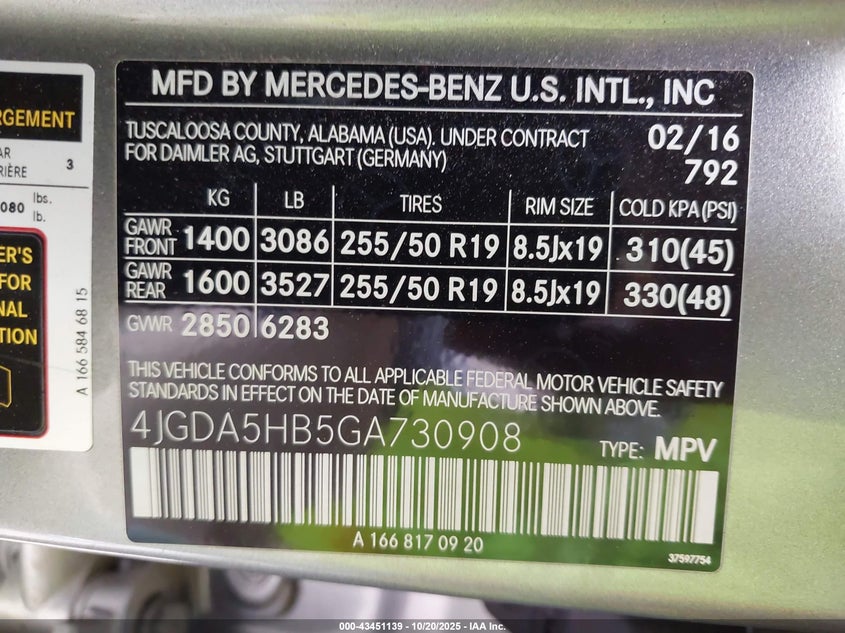 RGEMENT
AR
RIÈRE 3
080 lbs.
lb.
ER'S
FOR
NAL
TION
A 166 584 68 15
MFD BY MERCEDES-BENZ U.S. INTL., INC
TUSCALOOSA COUNTY, ALABAMA (USA). UNDER CONTRACT 02/16
FOR DAIMLER AG, STUTTGART (GERMANY) 792
KG LB TIRES RIM SIZE COLD KPA(PSI)
GAWR FRONT 1400 3086 255/50 R19 8.5Jx19 310(45)
GAWR REAR 1600 3527 255/50 R19 8.5Jx19 330(48)
GVWR 2850 6283
THIS VEHICLE CONFORMS TO ALL APPLICABLE FEDERAL MOTOR VEHICLE SAFETY
STANDARDS IN EFFECT ON THE DATE OF MANUFACTURE SHOWN ABOVE.
4JGDA5HB5GA730908 TYPE: MPV
A 166 817 09 20
37597754
000-43451139 - 10/20/2025 - IAA Inc.